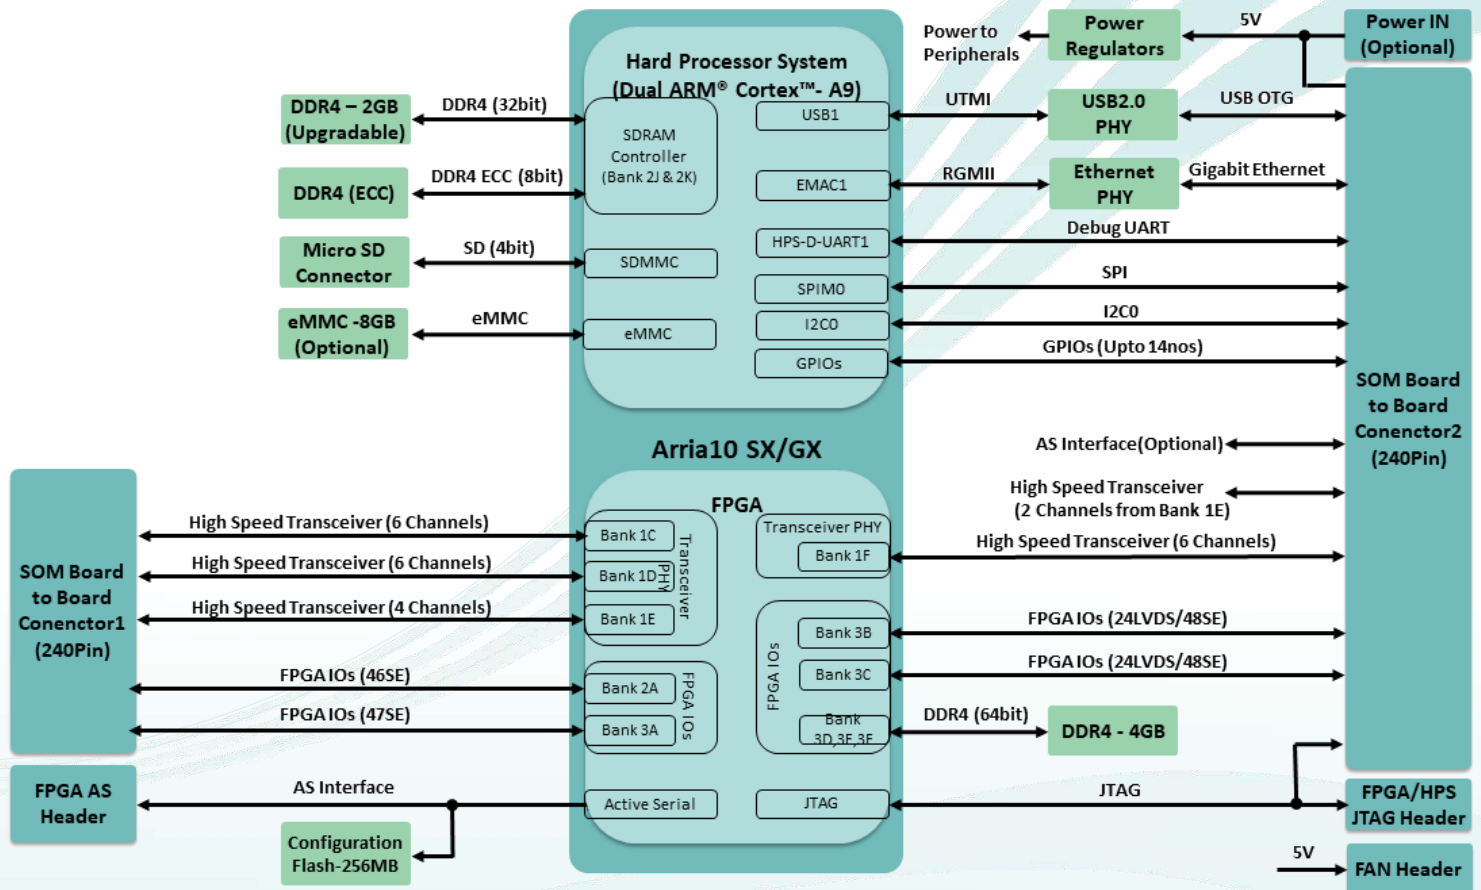 Power to
Peripherals
Power
Regulators
5V
Power IN
(Optional)
Hard Processor System
(Dual ARM® Cortex™- A9)
DDR4 – 2GB
(Upgradable)
DDR4 (32bit)
SDRAM
Controller
(Bank 2J & 2K)
USB1
UTMI
USB2.0
PHY
USB OTG
DDR4 (ECC)
DDR4 ECC (8bit)
EMAC1
RGMII
Ethernet
PHY
Gigabit Ethernet
Micro SD
Connector
SD (4bit)
SDMMC
HPS-D-UART1
Debug UART
SPIM0
SPI
eMMC -8GB
(Optional)
eMMC
eMMC
I2C0
I2C0
GPIOs
GPIOs (Upto 14nos)
SOM Board
to Board
Conenctor2
(240Pin)
Arria10 SX/GX
AS Interface(Optional)
High Speed Transceiver
(2 Channels from Bank 1E)
FPGA
SOM Board
to Board
Conenctor1
(240Pin)
High Speed Transceiver (6 Channels)
Bank 1C
High Speed Transceiver (6 Channels)
Bank 1D
High Speed Transceiver (4 Channels)
Bank 1E
Transceiver
PHY
Transceiver PHY
Bank 1F
High Speed Transceiver (6 Channels)
FPGA IOs (46SE)
Bank 2A
FPGA IOs (47SE)
Bank 3A
FPGA IOs
FPGA IOs
Bank 3B
FPGA IOs (24LVDS/48SE)
Bank 3C
FPGA IOs (24LVDS/48SE)
Bank
3D,3E,3F
DDR4 (64bit)
DDR4 - 4GB
FPGA AS
Header
AS Interface
Active Serial
JTAG
JTAG
FPGA/HPS
JTAG Header
Configuration
Flash-256MB
5V
FAN Header